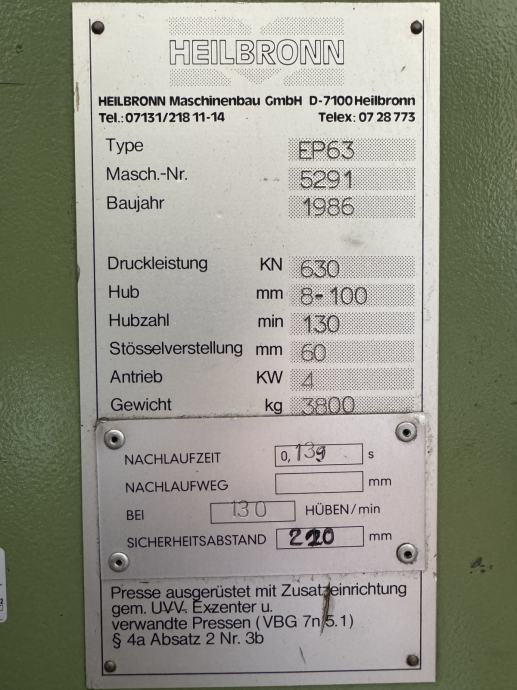 HEILBRONN
HEILBRONN Maschinenbau GmbH D-7100 Heilbronn
Tel.: 07131/218 11-14 Telex: 07 28 773
Type EP63
Masch.-Nr. 5291
Baujahr 1986
Druckleistung KN 630
Hub mm 8-100
Hubzahl min 130
Stösselverstellung mm 60
Antrieb KW 4
Gewicht kg 3800
NACHLAUFZEIT 0,139 s
NACHLAUFWEG mm
BEI 130 HÜBEN/min
SICHERHEITSABSTAND 220 mm
Presse ausgerüstet mit Zusatzeinrichtung
gem. UVV. Exzenter u.
verwandte Pressen (VBG 7n/5.1)
§ 4a Absatz 2 Nr. 3b